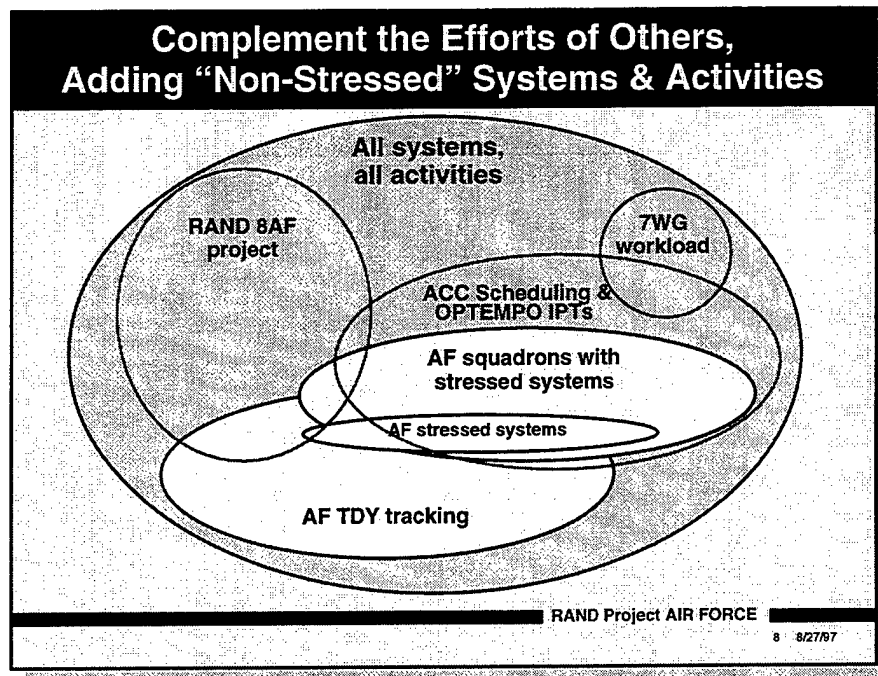 Complement the Efforts of Others,
Adding “Non-Stressed” Systems & Activities
All systems,
all activities
RAND 8AF
project
7WG
workload
ACC Scheduling &
OPTEMPO IPTs
AF squadrons with
stressed systems
AF stressed systems
AF TDY tracking
RAND Project AIR FORCE
8 8/27/97